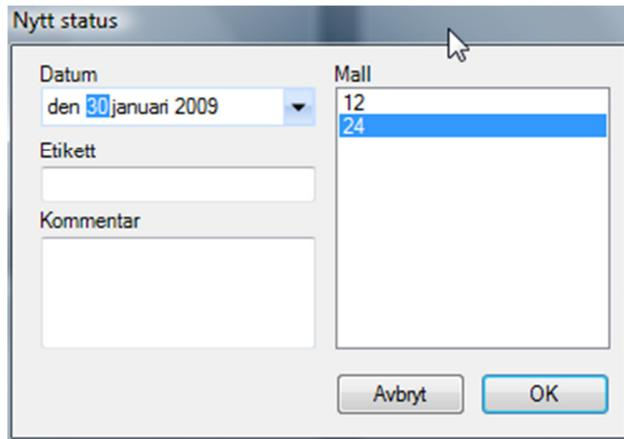 Nytt status
Datum
den 30 januari 2009
Etikett
Kommentar
Mall
12
24
Avbryt
OK